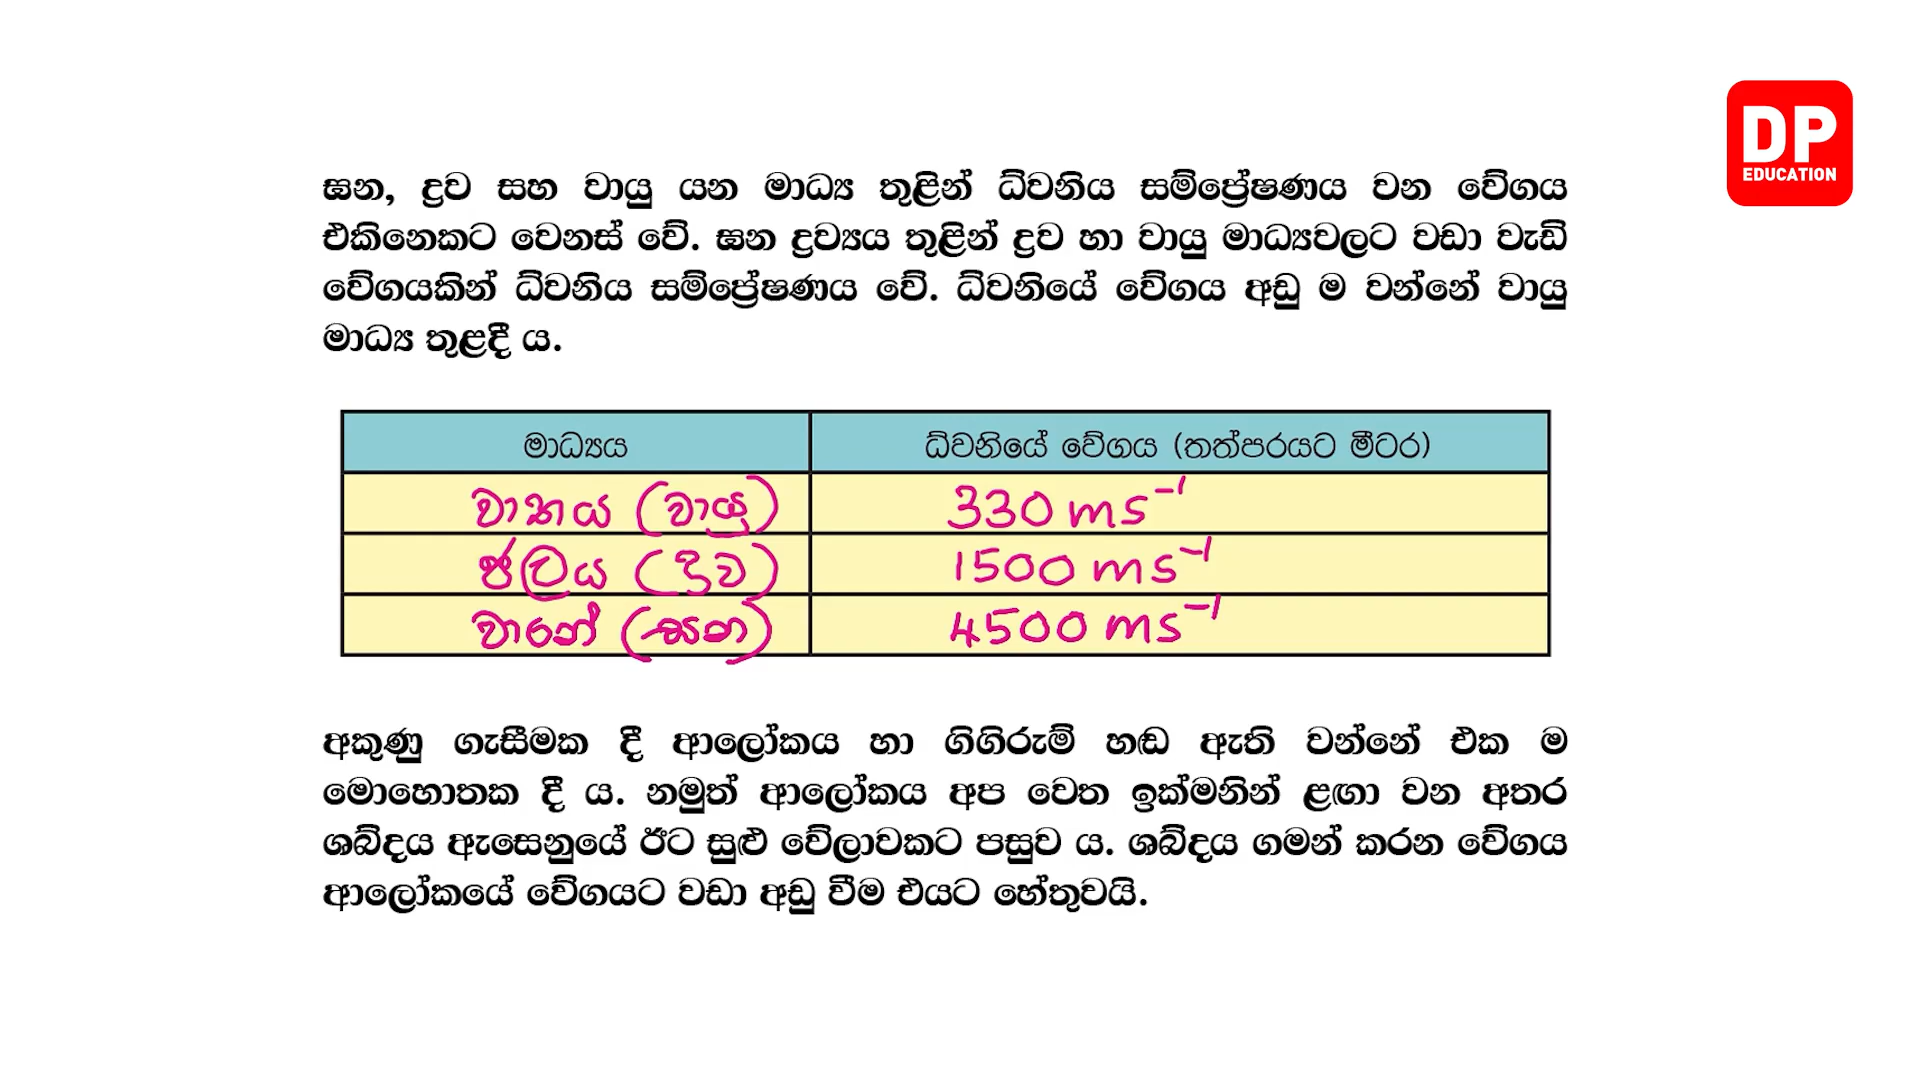 DP
EDUCATION
ඝන, ද්‍රව සහ වායු යන මාධ්‍ය තුළින් ධ්වනිය සම්ප්‍රේෂණය වන වේගය
එකිනෙකට වෙනස් වේ. ඝන ද්‍රව්‍යය තුළින් ද්‍රව හා වායු මාධ්‍යවලට වඩා වැඩි
වේගයකින් ධ්වනිය සම්ප්‍රේෂණය වේ. ධ්වනියේ වේගය අඩු ම වන්නේ වායු
මාධ්‍ය තුළදී ය.
මාධ්‍යය ධ්වනියේ වේගය (තත්පරයට මීටර)
වාතය (වායු) 330 ms⁻¹
ජලය (ද්‍රව) 1500 ms⁻¹
වානේ (ඝන) 4500 ms⁻¹
අකුණු ගැසීමක දී ආලෝකය හා ගිගිරුම් හඬ ඇති වන්නේ එක ම
මොහොතක දී ය. නමුත් ආලෝකය අප වෙත ඉක්මනින් ළඟා වන අතර
ශබ්දය ඇසෙනුයේ ඊට සුළු වේලාවකට පසුව ය. ශබ්දය ගමන් කරන වේගය
ආලෝකයේ වේගයට වඩා අඩු වීම එයට හේතුවයි.